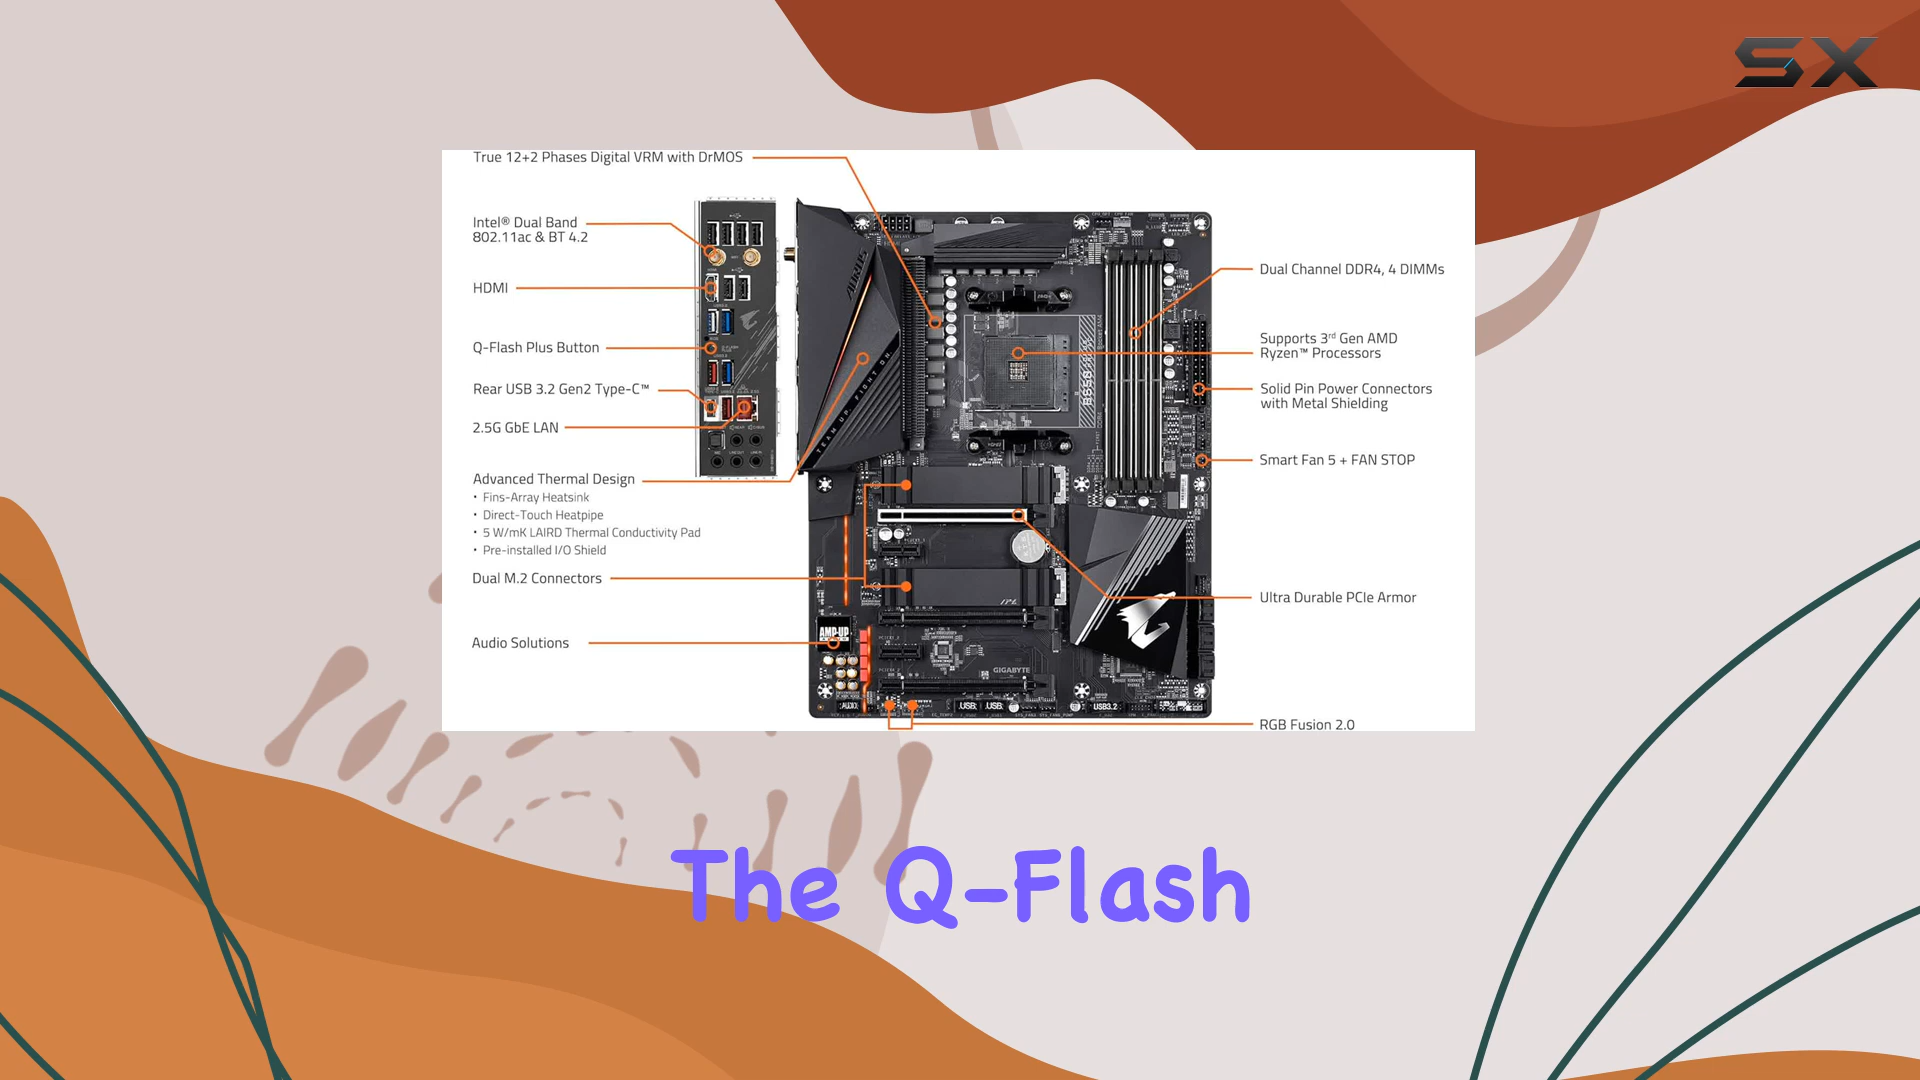 SX
True 12+2 Phases Digital VRM with DrMOS
Intel® Dual Band
802.11ac & BT 4.2
HDMI
Q-Flash Plus Button
Rear USB 3.2 Gen2 Type-C™
2.5G GbE LAN
Advanced Thermal Design
• Fins-Array Heatsink
• Direct-Touch Heatpipe
• 5 W/mK LAIRD Thermal Conductivity Pad
• Pre-installed I/O Shield
Dual M.2 Connectors
Audio Solutions
AORUS
TEAM UP. FIGHT ON.
B550
AMP-UP
AUDIO
GIGABYTE
USB
USB
USB3.2
Dual Channel DDR4, 4 DIMMs
Supports 3rd Gen AMD
Ryzen™ Processors
Solid Pin Power Connectors
with Metal Shielding
Smart Fan 5 + FAN STOP
Ultra Durable PCIe Armor
RGB Fusion 2.0
The Q-Flash